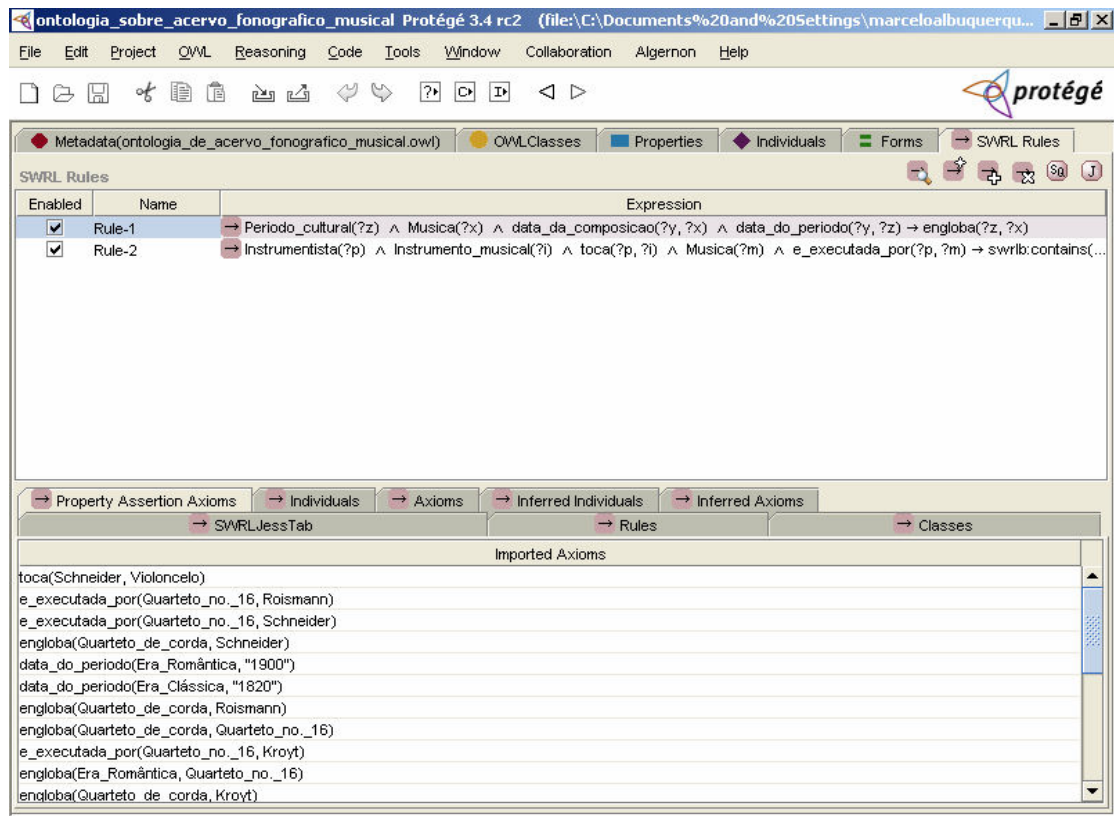 ontologia_sobre_acervo_fonografico_musical Protégé 3.4 rc2 (file:\C:\Documents%20and%20Settings\marceloalbuquerqu...
File Edit Project OWL Reasoning Code Tools Window Collaboration Algernon Help
protégé
Metadata(ontologia_de_acervo_fonografico_musical.owl) OWLClasses Properties Individuals Forms → SWRL Rules
SWRL Rules
Enabled Name Expression
Rule-1 → Periodo_cultural(?z) ∧ Musica(?x) ∧ data_da_composicao(?y, ?x) ∧ data_do_periodo(?y, ?z) → engloba(?z, ?x)
Rule-2 → Instrumentista(?p) ∧ Instrumento_musical(?i) ∧ toca(?p, ?i) ∧ Musica(?m) ∧ e_executada_por(?p, ?m) → swrlb:contains(...
→ Property Assertion Axioms → Individuals → Axioms → Inferred Individuals → Inferred Axioms
→ SWRLJessTab → Rules → Classes
Imported Axioms
toca(Schneider, Violoncelo)
e_executada_por(Quarteto_no._16, Roismann)
e_executada_por(Quarteto_no._16, Schneider)
engloba(Quarteto_de_corda, Schneider)
data_do_periodo(Era_Romântica, "1900")
data_do_periodo(Era_Clássica, "1820")
engloba(Quarteto_de_corda, Roismann)
engloba(Quarteto_de_corda, Quarteto_no._16)
e_executada_por(Quarteto_no._16, Kroyt)
engloba(Era_Romântica, Quarteto_no._16)
engloba(Quarteto_de_corda, Kroyt)